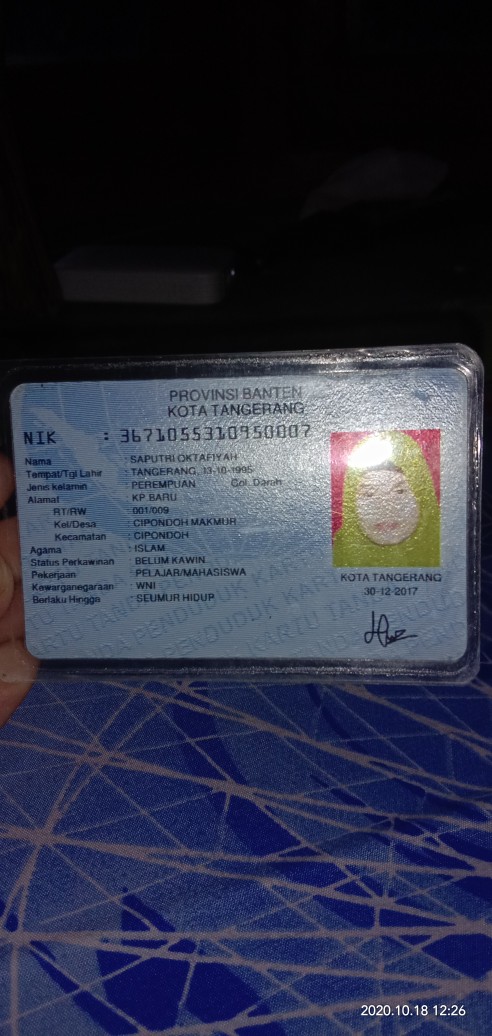 PROVINSI BANTEN
KOTA TANGERANG
NIK : 3671055310950007
Nama : SAPUTRI OKTAFIYAH
Tempat/Tgl Lahir : TANGERANG, 13-10-1995
Jenis kelamin : PEREMPUAN Gol. Darah
Alamat : KP.BARU
RT/RW : 001/009
Kel/Desa : CIPONDOH MAKMUR
Kecamatan : CIPONDOH
Agama : ISLAM
Status Perkawinan : BELUM KAWIN
Pekerjaan : PELAJAR/MAHASISWA
Kewarganegaraan : WNI
Berlaku Hingga : SEUMUR HIDUP
KOTA TANGERANG
30-12-2017
2020.10.18 12:26